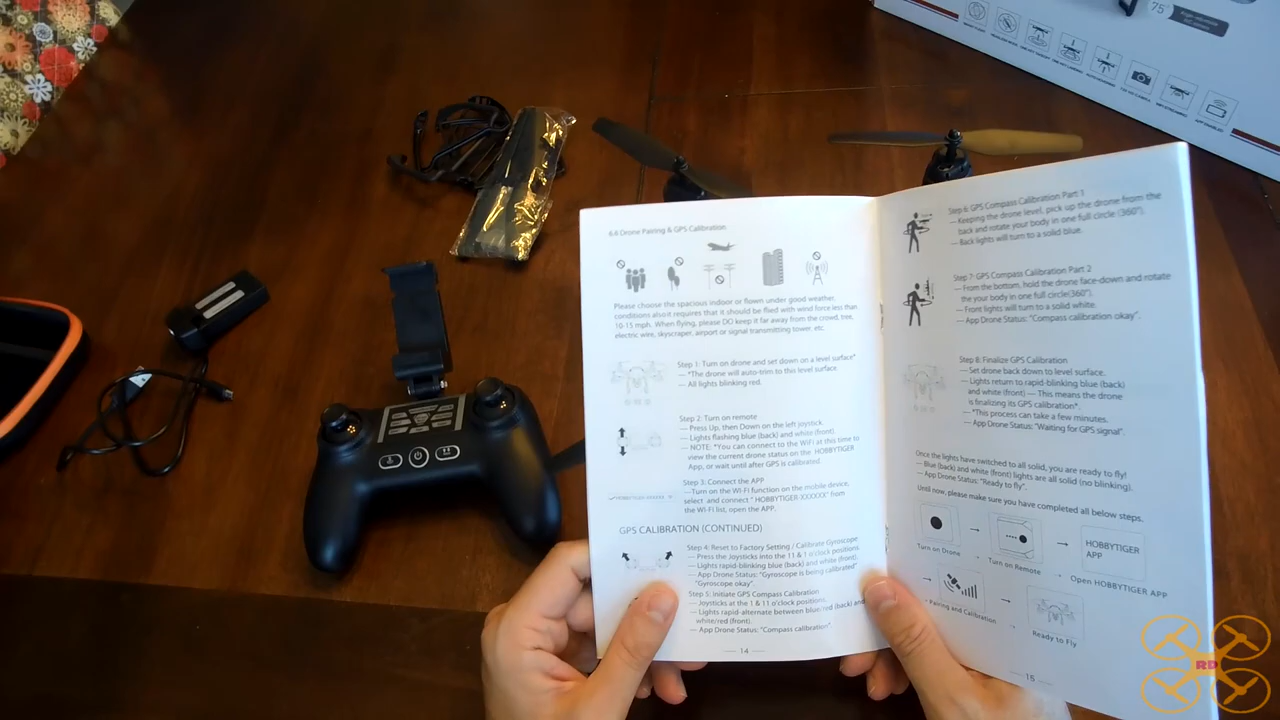 6.6 Drone Pairing & GPS Calibration
Please choose the spacious indoor or flown under good weather,
conditions also it requires that it should be flied with wind force less than
10-15 mph. When flying, please DO keep it far away from the crowd, tree,
electric wire, skyscraper, airport or signal transmitting tower, etc.
Step 1: Turn on drone and set down on a level surface*
— *The drone will auto-trim to this level surface
— All lights blinking red.
Step 2: Turn on remote
— Press Up, then Down on the left joystick.
— Lights flashing blue (back) and white (front).
— NOTE: *You can connect to the WiFi at this time to
view the current drone status on the HOBBYTIGER
App, or wait until after GPS is calibrated
Step 3: Connect the APP
—Turn on the WI-FI function on the mobile device,
select and connect " HOBBYTIGER-XXXXXX" from
the Wi-Fi list, open the APP.
GPS CALIBRATION (CONTINUED)
Step 4: Reset to Factory Setting / Calibrate Gyroscope
— Press the Joysticks into the 11 & 1 o'clock positions
— Lights rapid-blinking blue (back) and white (front).
— App Drone Status: "Gyroscope is being calibrated"
"Gyroscope okay".
Step 5: Initiate GPS Compass Calibration
— Joysticks at the 1 & 11 o'clock positions.
— Lights rapid-alternate between blue/red (back) and
white/red (front).
— App Drone Status: "Compass calibration".
— 14 —
Step 6: GPS Compass Calibration Part 1
— Keeping the drone level, pick up the drone from the
back and rotate your body in one full circle (360°).
— Back lights will turn to a solid blue.
Step 7: GPS Compass Calibration Part 2
— From the bottom, hold the drone face-down and rotate
the your body in one full circle(360°).
— Front lights will turn to a solid white.
— App Drone Status: "Compass calibration okay".
Step 8: Finalize GPS Calibration
— Set drone back down to level surface.
— Lights return to rapid-blinking blue (back)
and white (front) — This means the drone
is finalizing its GPS calibration*.
— *This process can take a few minutes.
— App Drone Status: "Waiting for GPS signal".
Once the lights have switched to all solid, you are ready to fly!
— Blue (back) and white (front) lights are all solid (no blinking).
— App Drone Status: "Ready to fly".
Until now, please make sure you have completed all below steps.
HOBBYTIGER
APP
Turn on Drone
Turn on Remote
Open HOBBYTIGER APP
Pairing and Calibration
Ready to Fly
— 15 —
75°
RD